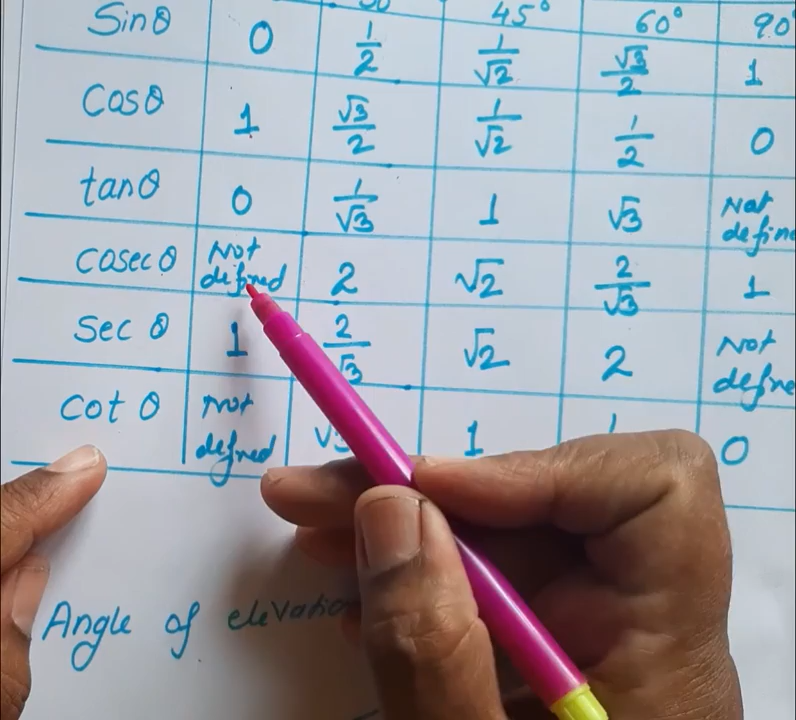 45° 60° 90°
Sinθ 0 1/2 1/√2 √3/2 1
Cosθ 1 √3/2 1/√2 1/2 0
tanθ 0 1/√3 1 √3 Not defin
cosecθ Not defined 2 √2 2/√3 1
Sec θ 1 2/√3 √2 2 Not define
cot θ Not defined 1 0
Angle of elevation